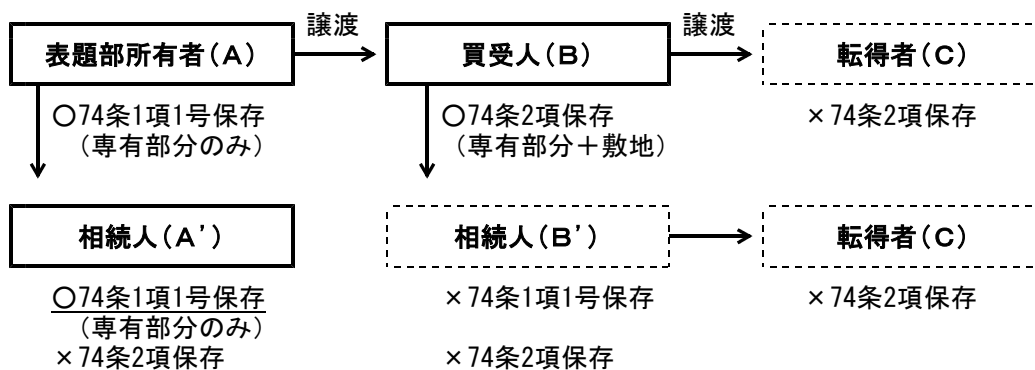 譲渡
譲渡
表題部所有者(A)
買受人(B)
転得者(C)
○74条1項1号保存
(専有部分のみ)
○74条2項保存
(専有部分+敷地)
×74条2項保存
相続人(A')
相続人(B')
転得者(C)
○74条1項1号保存
(専有部分のみ)
×74条2項保存
×74条1項1号保存
×74条2項保存
×74条2項保存